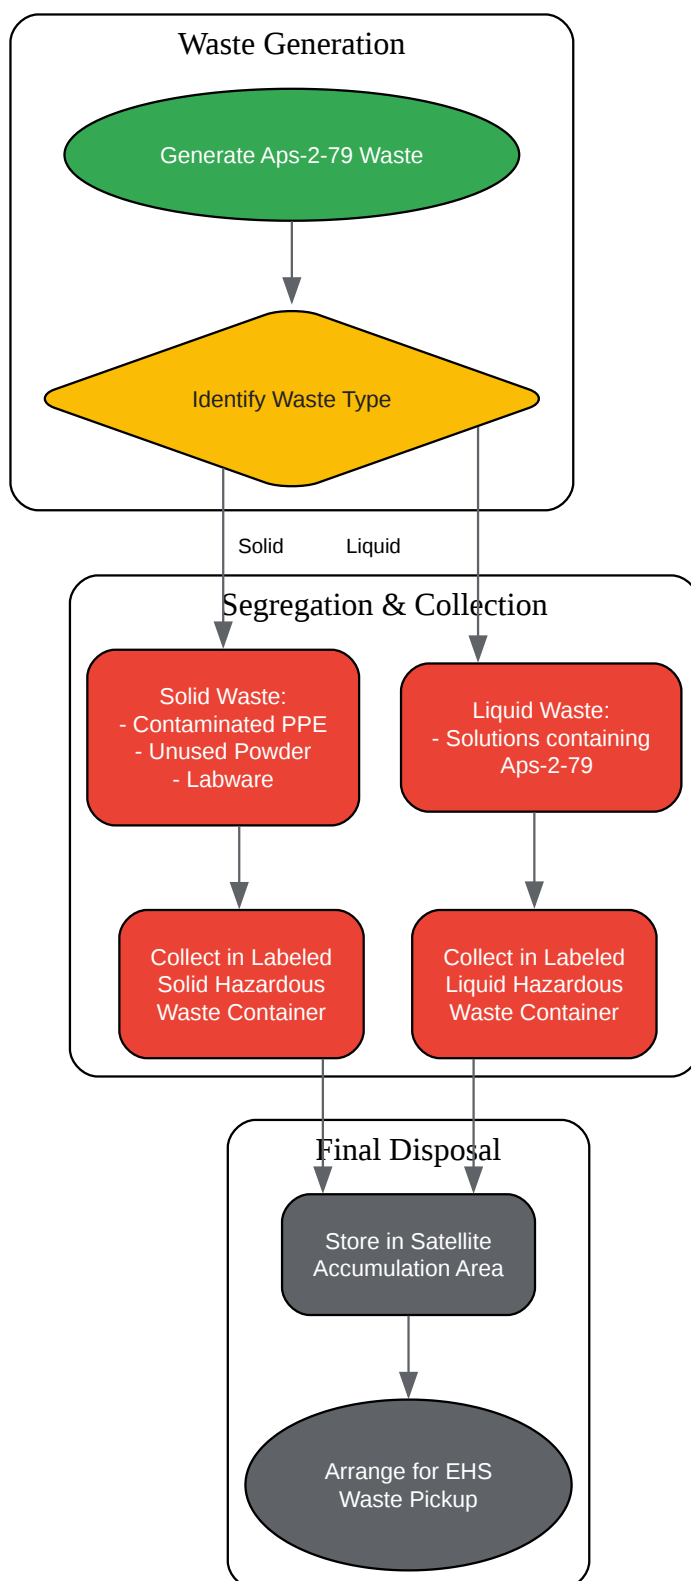 Waste Generation
Generate Aps-2-79 Waste
Identify Waste Type
Solid
Liquid
Segregation & Collection
Solid Waste:
- Contaminated PPE
- Unused Powder
- Labware
Liquid Waste:
- Solutions containing
Aps-2-79
Collect in Labeled
Solid Hazardous
Waste Container
Collect in Labeled
Liquid Hazardous
Waste Container
Final Disposal
Store in Satellite
Accumulation Area
Arrange for EHS
Waste Pickup